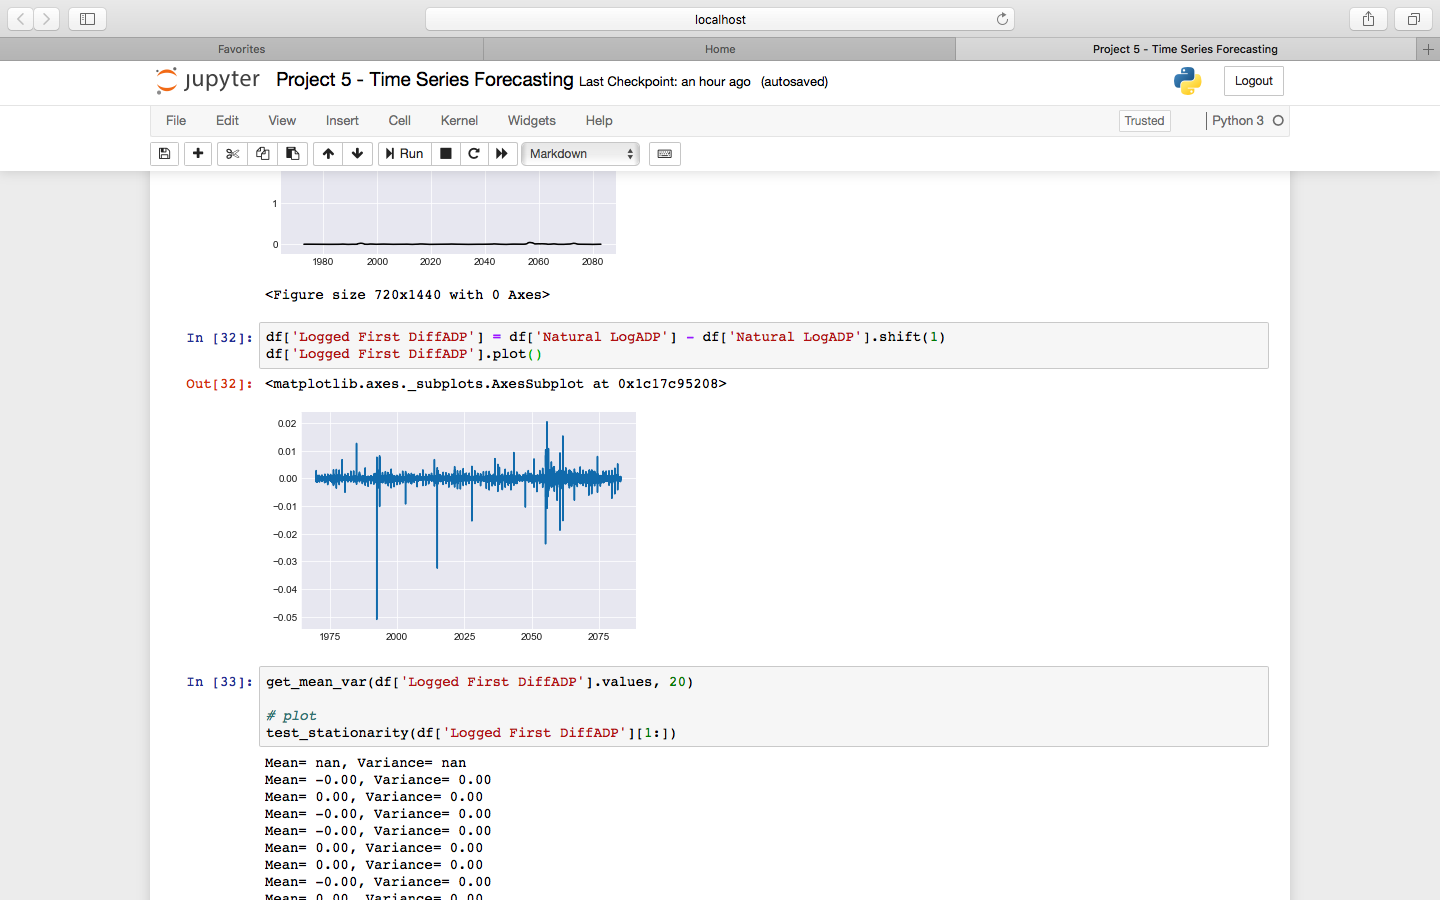 localhost
Favorites
Home
Project 5 - Time Series Forecasting
jupyter
Project 5 - Time Series Forecasting Last Checkpoint: an hour ago (autosaved)
Logout
File Edit View Insert Cell Kernel Widgets Help
Trusted
Python 3
Run
Markdown
1
0
1980 2000 2020 2040 2060 2080
<Figure size 720x1440 with 0 Axes>
In [32]:
df['Logged First DiffADP'] = df['Natural LogADP'] - df['Natural LogADP'].shift(1)
df['Logged First DiffADP'].plot()
Out[32]:
<matplotlib.axes._subplots.AxesSubplot at 0x1c17c95208>
0.02
0.01
0.00
−0.01
−0.02
−0.03
−0.04
−0.05
1975 2000 2025 2050 2075
In [33]:
get_mean_var(df['Logged First DiffADP'].values, 20)
# plot
test_stationarity(df['Logged First DiffADP'][1:])
Mean= nan, Variance= nan
Mean= -0.00, Variance= 0.00
Mean= 0.00, Variance= 0.00
Mean= -0.00, Variance= 0.00
Mean= -0.00, Variance= 0.00
Mean= 0.00, Variance= 0.00
Mean= 0.00, Variance= 0.00
Mean= -0.00, Variance= 0.00
Mean= 0.00, Variance= 0.00